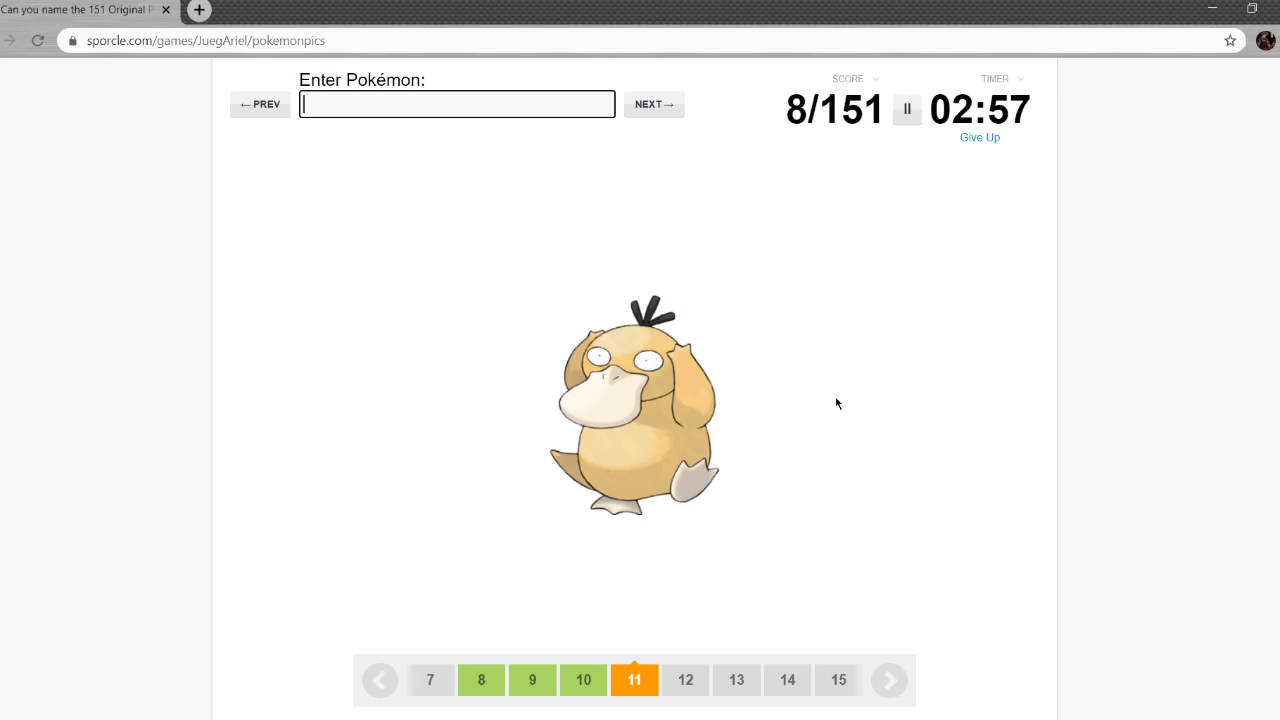 Can you name the 151 Original P
sporcle.com/games/JuegAriel/pokemonpics
Enter Pokémon:
← PREV
NEXT →
SCORE
8/151
TIMER
02:57
Give Up
7 8 9 10 11 12 13 14 15